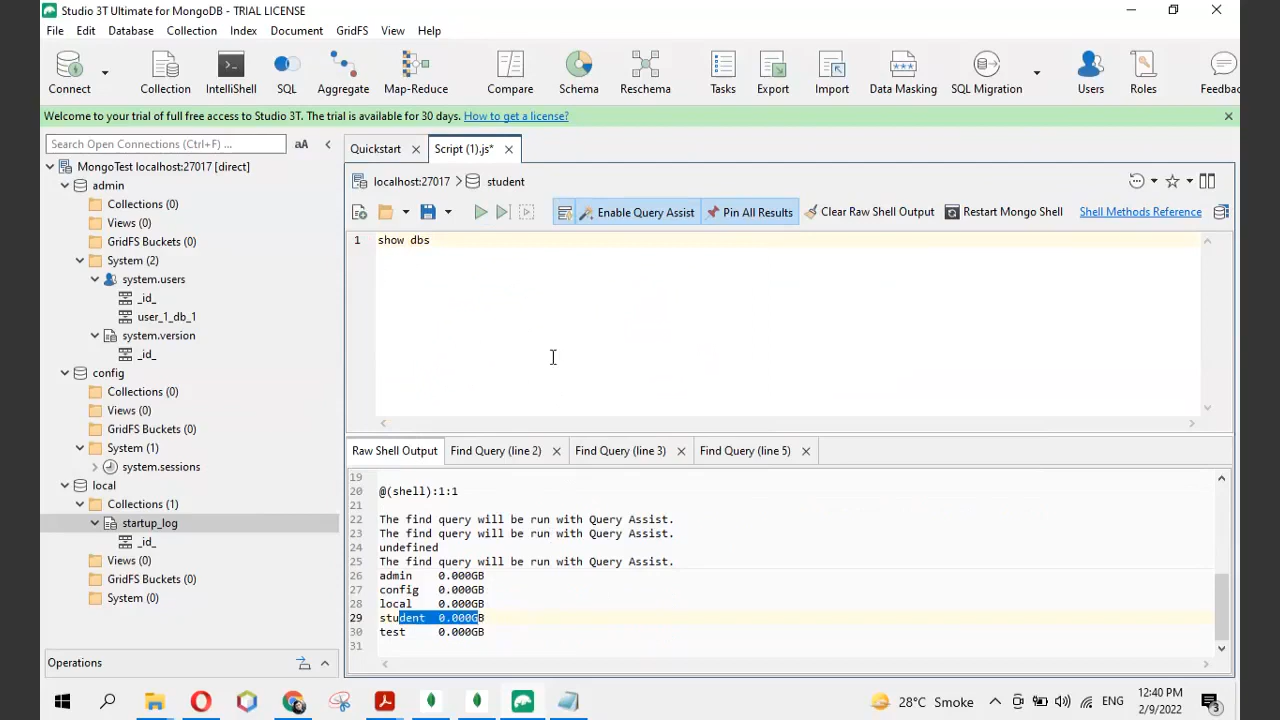 Studio 3T Ultimate for MongoDB - TRIAL LICENSE
File Edit Database Collection Index Document GridFS View Help
Connect Collection IntelliShell SQL Aggregate Map-Reduce Compare Schema Reschema Tasks Export Import Data Masking SQL Migration Users Roles Feedbac
Welcome to your trial of full free access to Studio 3T. The trial is available for 30 days. How to get a license?
Search Open Connections (Ctrl+F) ... aA
MongoTest localhost:27017 [direct]
admin
Collections (0)
Views (0)
GridFS Buckets (0)
System (2)
system.users
_id_
user_1_db_1
system.version
_id_
config
Collections (0)
Views (0)
GridFS Buckets (0)
System (1)
system.sessions
local
Collections (1)
startup_log
_id_
Views (0)
GridFS Buckets (0)
System (0)
Operations
Quickstart Script (1).js*
localhost:27017 student
Enable Query Assist Pin All Results Clear Raw Shell Output Restart Mongo Shell Shell Methods Reference
1 show dbs
Raw Shell Output Find Query (line 2) Find Query (line 3) Find Query (line 5)
19
20 @(shell):1:1
21
22 The find query will be run with Query Assist.
23 The find query will be run with Query Assist.
24 undefined
25 The find query will be run with Query Assist.
26 admin 0.000GB
27 config 0.000GB
28 local 0.000GB
29 student 0.000GB
30 test 0.000GB
31
28°C Smoke ENG 12:40 PM
2/9/2022 3